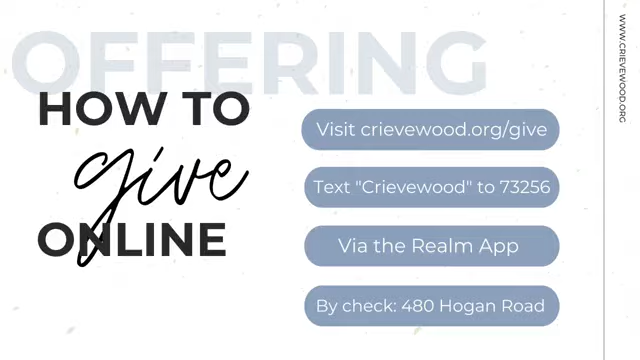 OFFERING
HOW TO
give
ONLINE
Visit crievewood.org/give
Text "Crievewood" to 73256
Via the Realm App
By check: 480 Hogan Road
WWW.CRIEVEWOOD.ORG